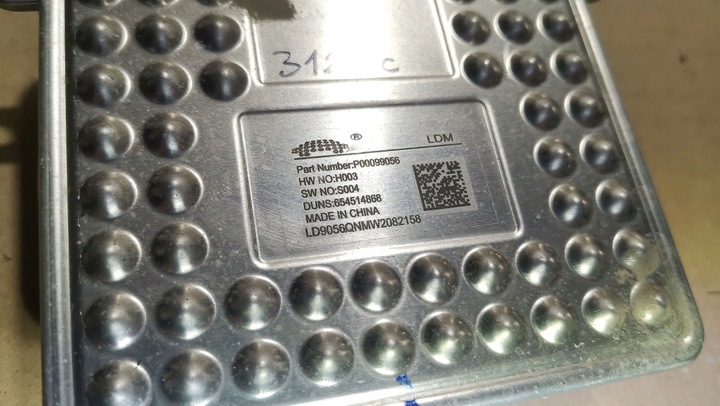 ®
LDM
Part Number:P00099056
HW NO:H003
SW NO:S004
DUNS:654514868
MADE IN CHINA
LD9056QNMW2082158